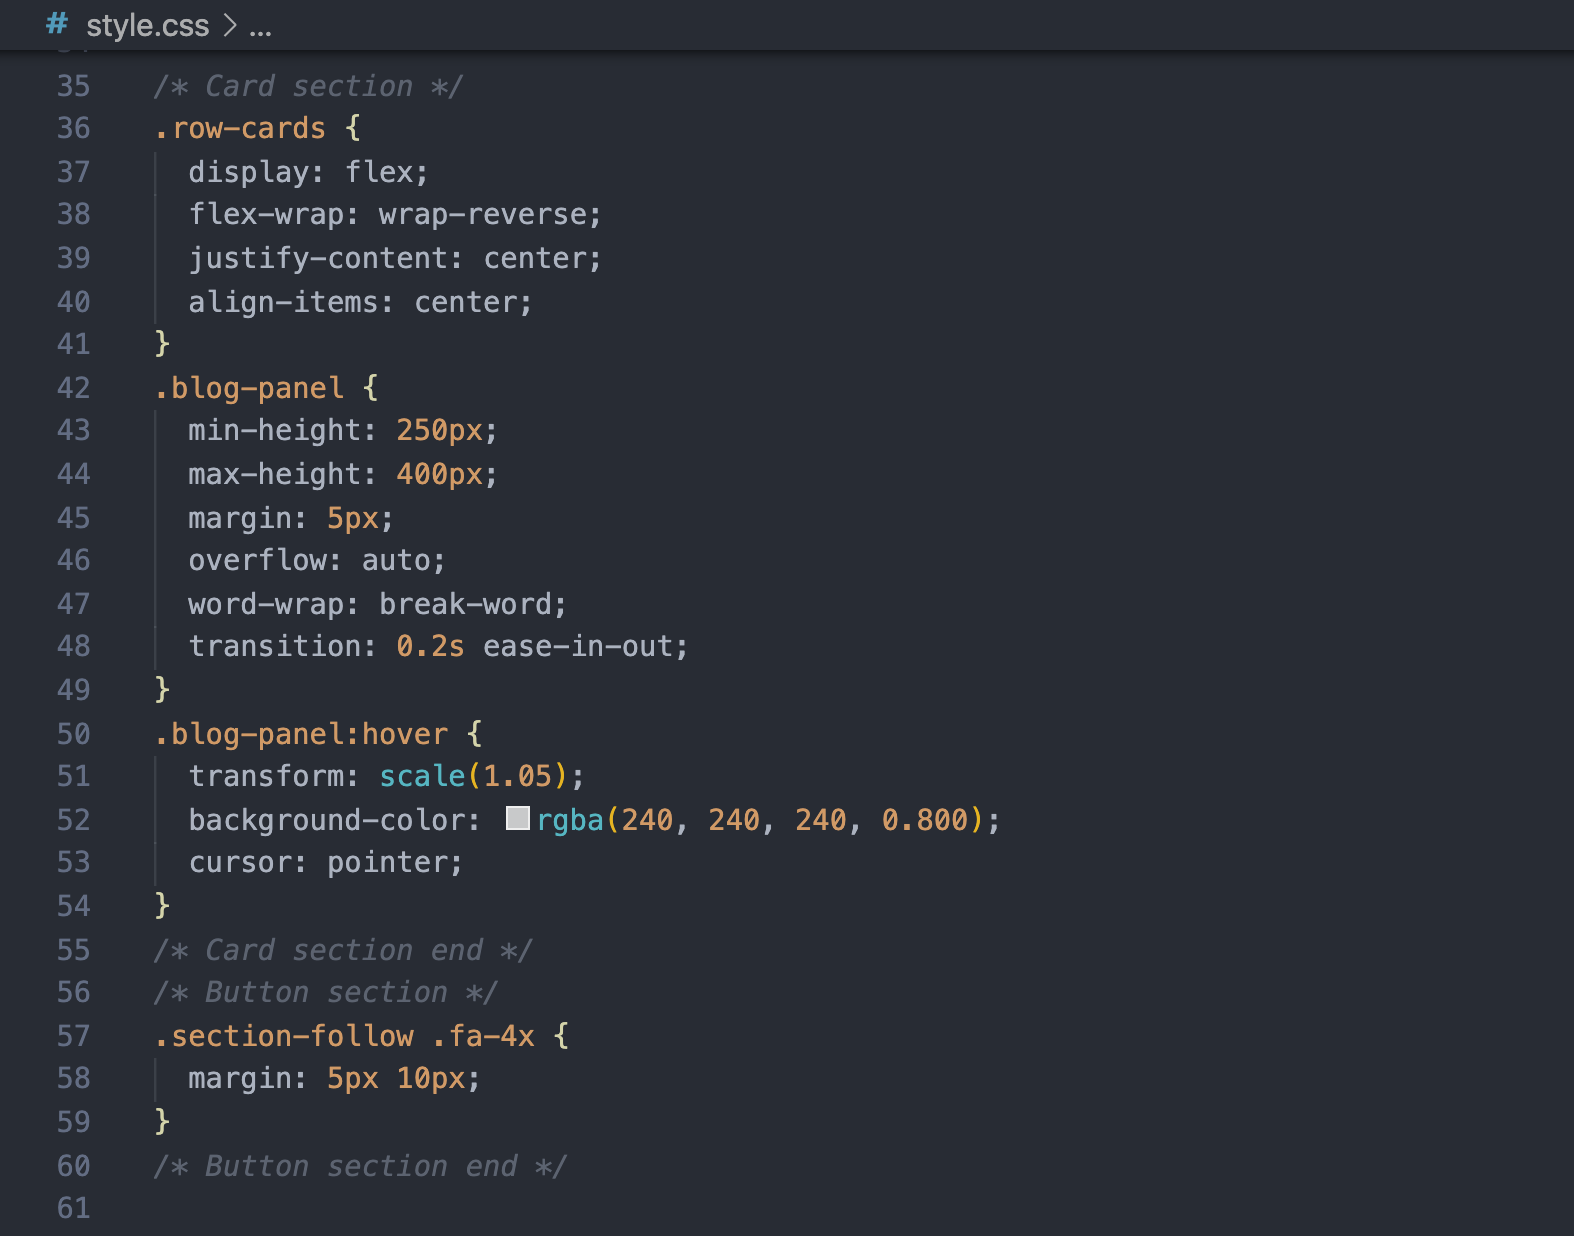 # style.css > ...
35 /* Card section */
36 .row-cards {
37 display: flex;
38 flex-wrap: wrap-reverse;
39 justify-content: center;
40 align-items: center;
41 }
42 .blog-panel {
43 min-height: 250px;
44 max-height: 400px;
45 margin: 5px;
46 overflow: auto;
47 word-wrap: break-word;
48 transition: 0.2s ease-in-out;
49 }
50 .blog-panel:hover {
51 transform: scale(1.05);
52 background-color: rgba(240, 240, 240, 0.800);
53 cursor: pointer;
54 }
55 /* Card section end */
56 /* Button section */
57 .section-follow .fa-4x {
58 margin: 5px 10px;
59 }
60 /* Button section end */
61